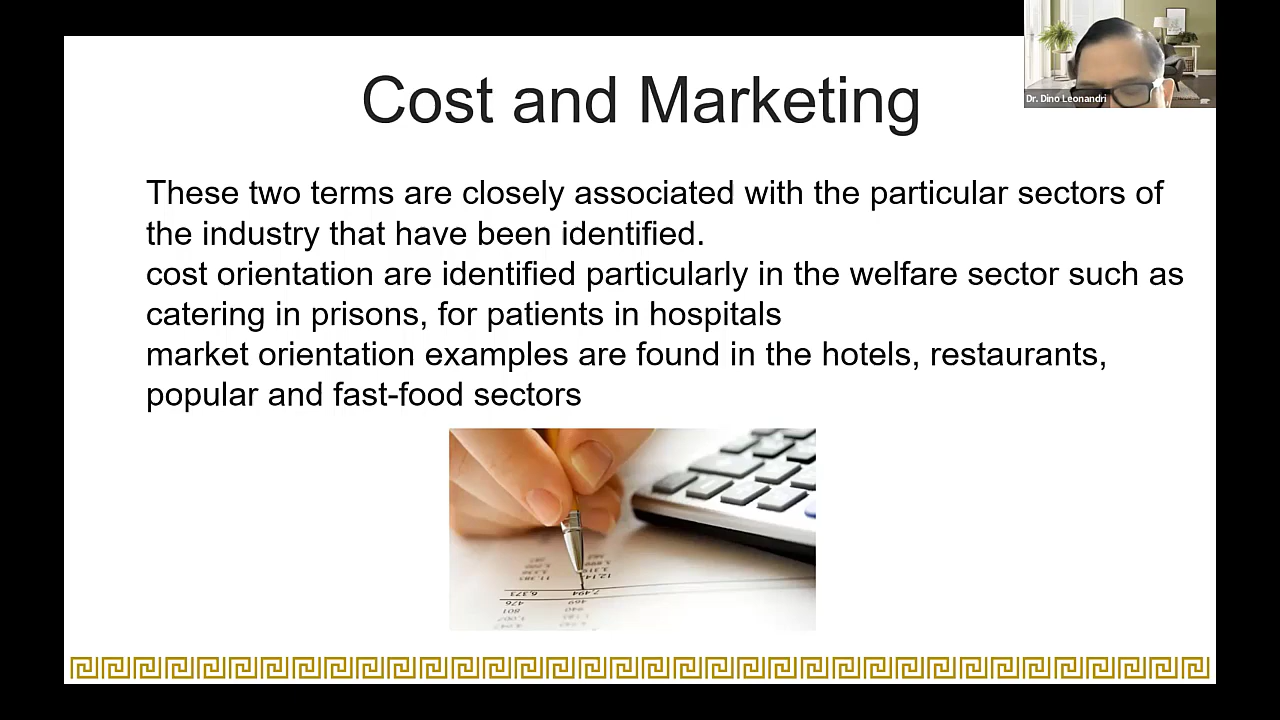 Cost and Marketing
Dr. Dino Leonandri
These two terms are closely associated with the particular sectors of
the industry that have been identified.
cost orientation are identified particularly in the welfare sector such as
catering in prisons, for patients in hospitals
market orientation examples are found in the hotels, restaurants,
popular and fast-food sectors